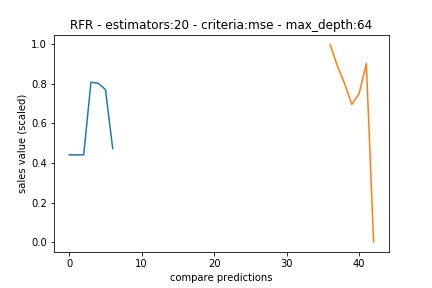 RFR - estimators:20 - criteria:mse - max_depth:64
sales value (scaled)
1.0
0.8
0.6
0.4
0.2
0.0
0 10 20 30 40
compare predictions